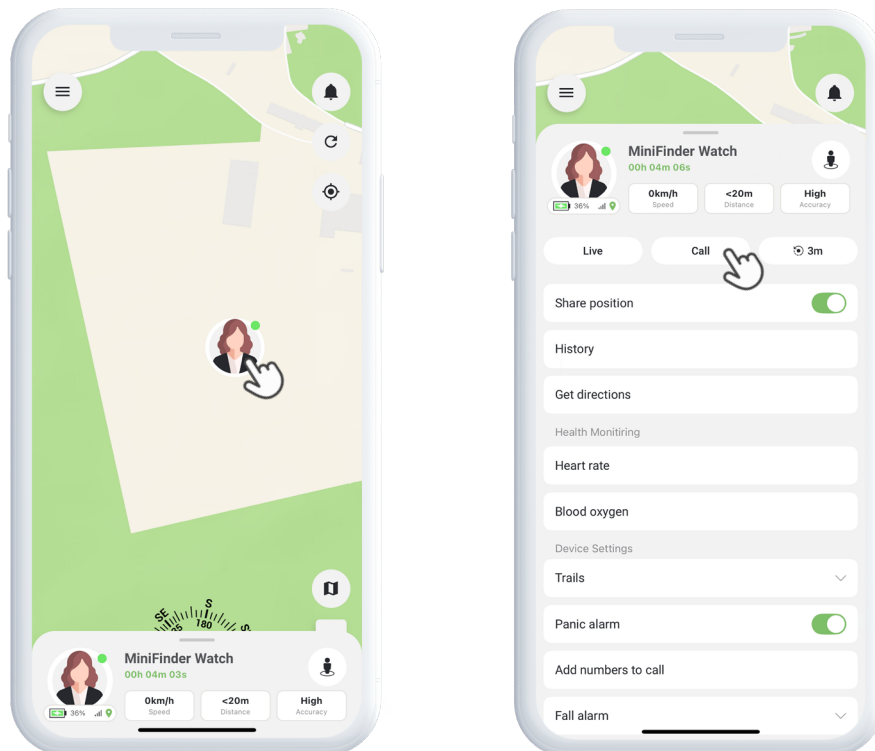 SE
S
180
MiniFinder Watch
00h 04m 03s
36%
0km/h
Speed
<20m
Distance
High
Accuracy
MiniFinder Watch
00h 04m 06s
36%
0km/h
Speed
<20m
Distance
High
Accuracy
Live
Call
3m
Share position
History
Get directions
Health Monitiring
Heart rate
Blood oxygen
Device Settings
Trails
Panic alarm
Add numbers to call
Fall alarm